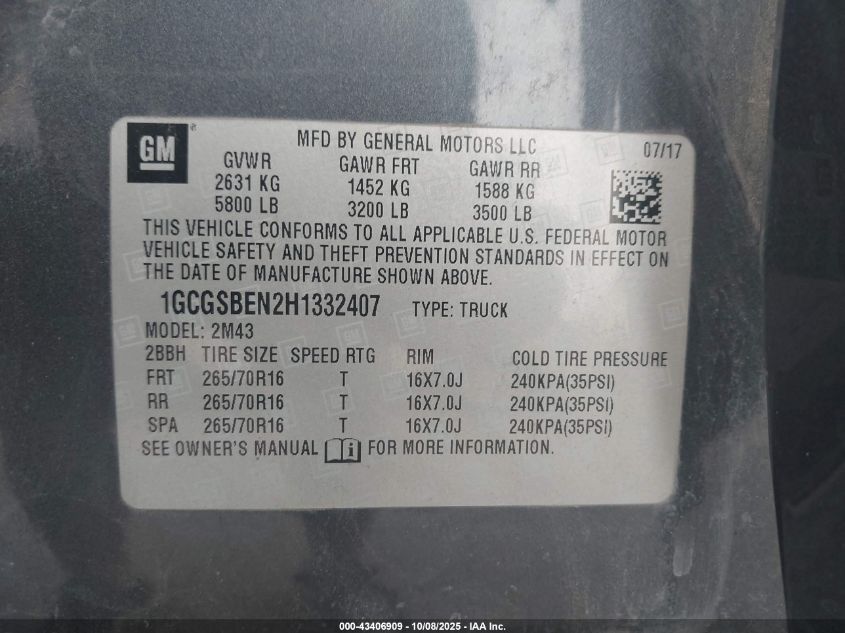 GM
MFD BY GENERAL MOTORS LLC 07/17
GVWR GAWR FRT GAWR RR
2631 KG 1452 KG 1588 KG
5800 LB 3200 LB 3500 LB
THIS VEHICLE CONFORMS TO ALL APPLICABLE U.S. FEDERAL MOTOR
VEHICLE SAFETY AND THEFT PREVENTION STANDARDS IN EFFECT ON
THE DATE OF MANUFACTURE SHOWN ABOVE.
1GCGSBEN2H1332407 TYPE: TRUCK
MODEL: 2M43
2BBH TIRE SIZE SPEED RTG RIM COLD TIRE PRESSURE
FRT 265/70R16 T 16X7.0J 240KPA(35PSI)
RR 265/70R16 T 16X7.0J 240KPA(35PSI)
SPA 265/70R16 T 16X7.0J 240KPA(35PSI)
SEE OWNER'S MANUAL FOR MORE INFORMATION.
000-43406909 - 10/08/2025 - IAA Inc.